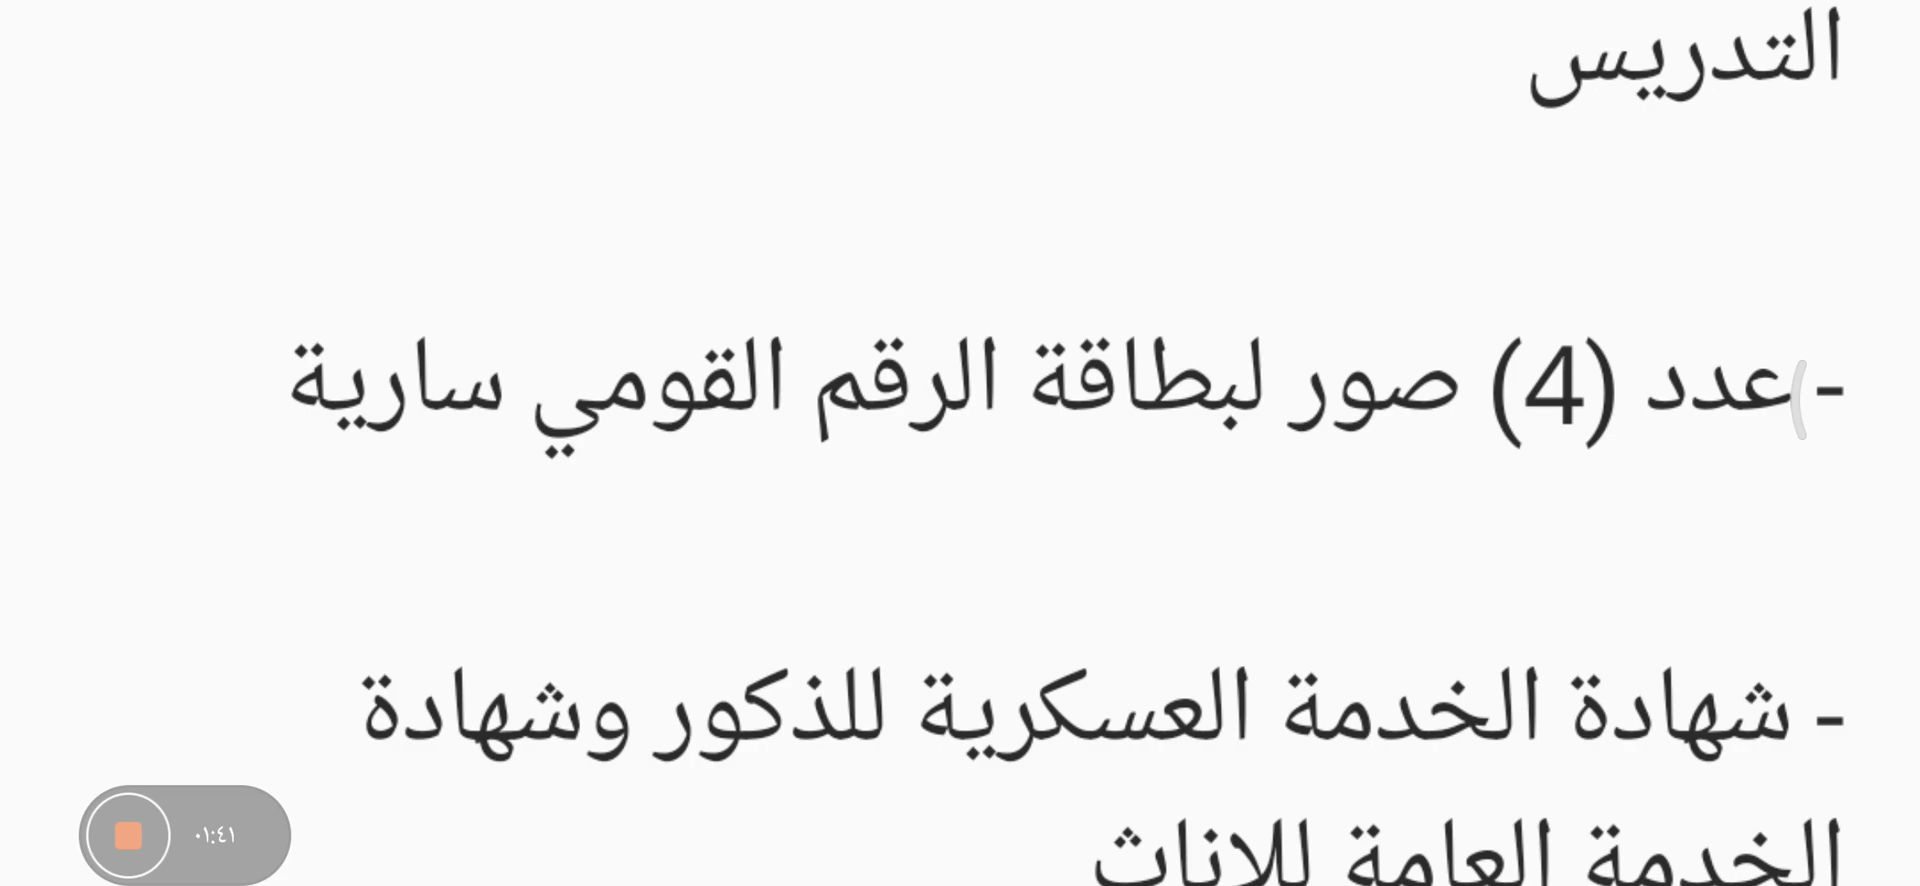 التدريس
- عدد (4) صور لبطاقة الرقم القومي سارية
- شهادة الخدمة العسكرية للذكور وشهادة
الخدمة العامة للاناث
٠١:٤١